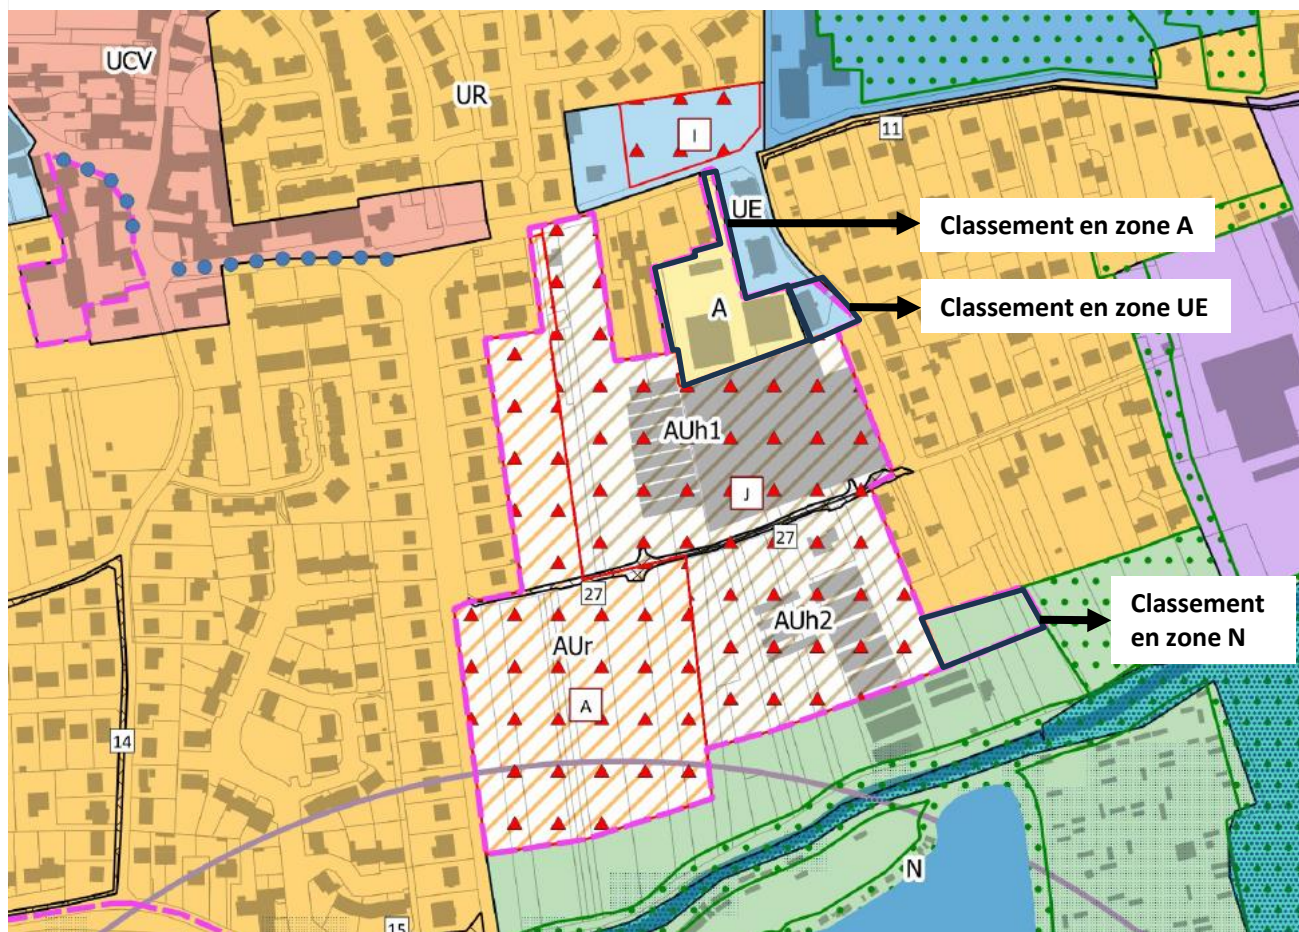 UCV
UR
I
11
UE
Classement en zone A
A
Classement en zone UE
AUh1
J
27
27
Classement
en zone N
AUr
AUh2
A
14
N
15